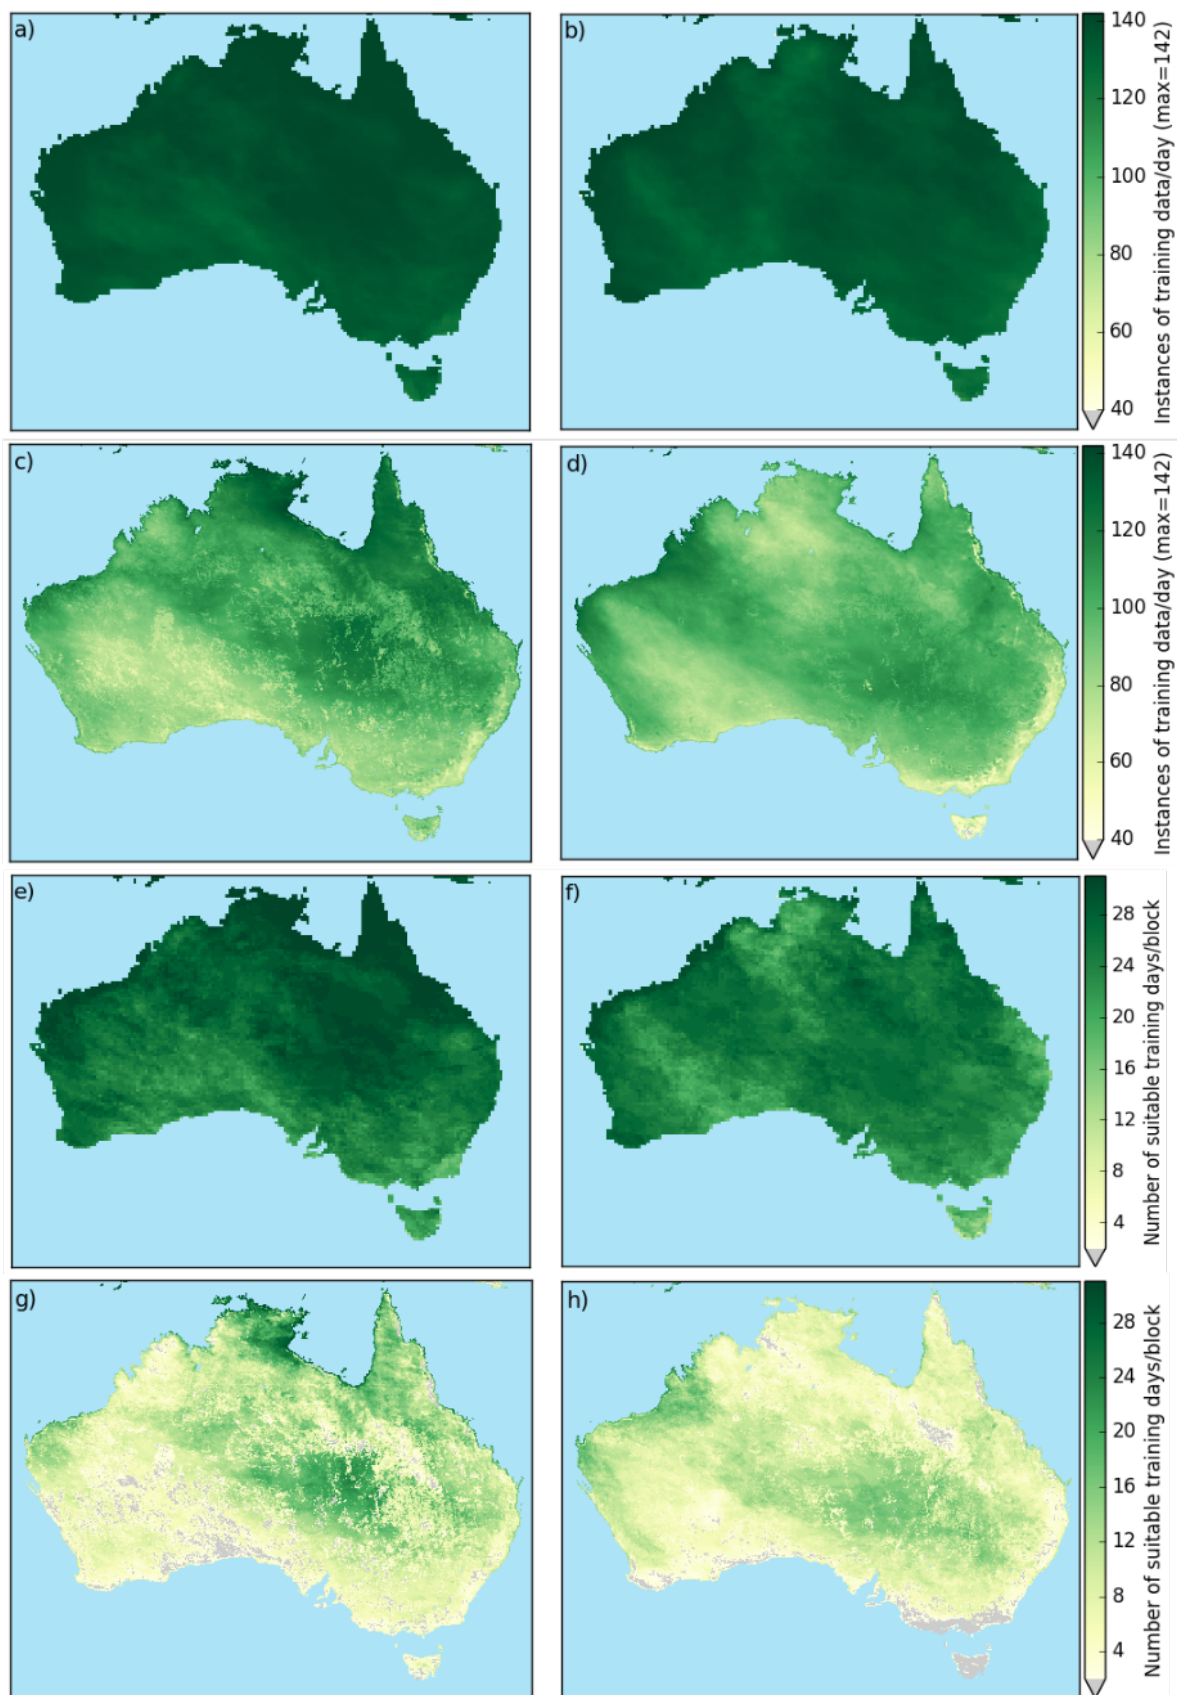 a)
b)
140
120
100
80
60
40
Instances of training data/day (max=142)
c)
d)
140
120
100
80
60
40
Instances of training data/day (max=142)
e)
f)
28
24
20
16
12
8
4
Number of suitable training days/block
g)
h)
28
24
20
16
12
8
4
Number of suitable training days/block